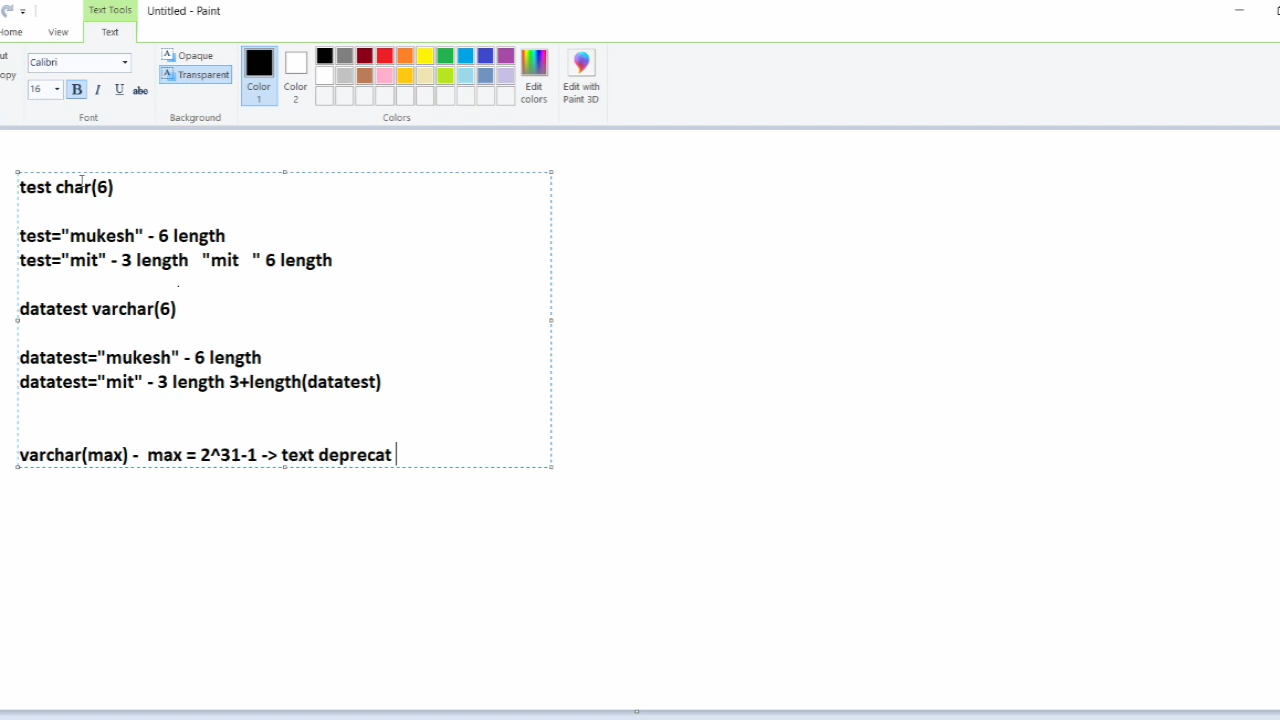 Text Tools
Untitled - Paint
Home
View
Text
ut
opy
Calibri
16
B
I
U
abc
Font
A Opaque
A Transparent
Background
Color
1
Color
2
Edit
colors
Colors
Edit with
Paint 3D
test char(6)
test="mukesh" - 6 length
test="mit" - 3 length   "mit   " 6 length
datatest varchar(6)
datatest="mukesh" - 6 length
datatest="mit" - 3 length 3+length(datatest)
varchar(max) -  max = 2^31-1 -> text deprecat